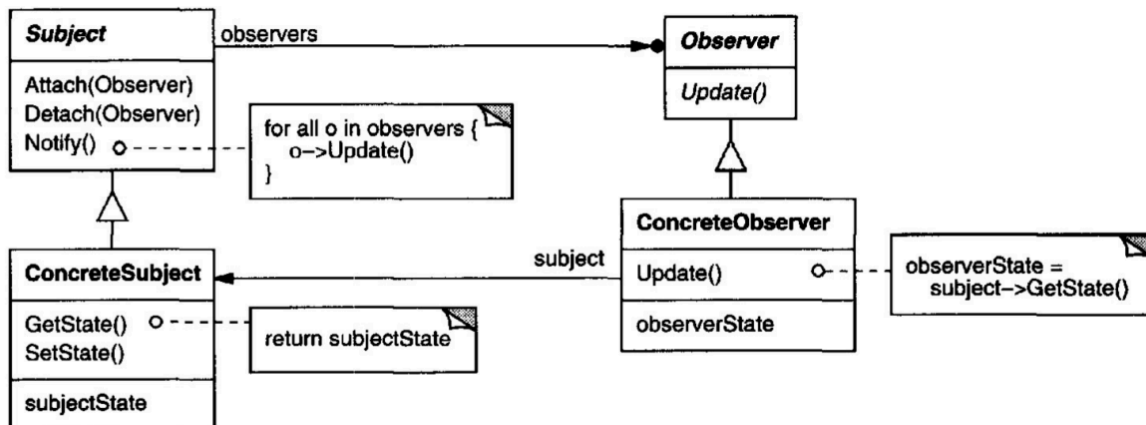 Subject
Attach(Observer)
Detach(Observer)
Notify()
observers
Observer
Update()
for all o in observers {
o->Update()
}
ConcreteSubject
GetState()
SetState()
subjectState
return subjectState
subject
ConcreteObserver
Update()
observerState
observerState =
subject->GetState()